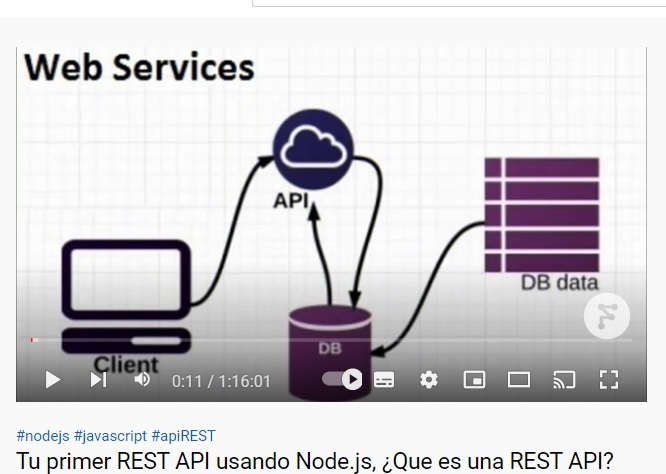 Web Services
API
DB data
DB
Client
0:11 / 1:16:01
#nodejs #javascript #apiREST
Tu primer REST API usando Node.js, ¿Que es una REST API?